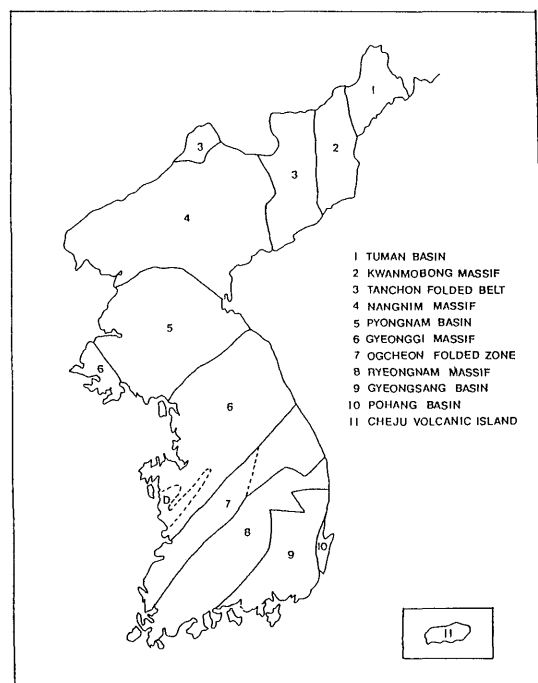 1
2
3
3
4
5
6
6
7
8
9
10
1 TUMAN BASIN
2 KWANMOBONG MASSIF
3 TANCHON FOLDED BELT
4 NANGNIM MASSIF
5 PYONGNAM BASIN
6 GYEONGGI MASSIF
7 OGCHEON FOLDED ZONE
8 RYEONGNAM MASSIF
9 GYEONGSANG BASIN
10 POHANG BASIN
11 CHEJU VOLCANIC ISLAND
11